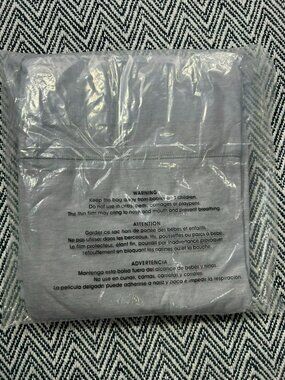 WARNING
Keep this bag away from babies and children.
Do not use in cribs, beds, carriages or playpens.
The thin film may cling to nose and mouth and prevent breathing.
ATTENTION
Garder ce sac hors de portée des bébés et enfants.
Ne pas utiliser dans les berceaux, lits, poussettes ou parcs à bébé.
Le film protecteur, étant fin, pourrait par inadvertance provoquer
l'étouffement en bloquant les narines ou et la bouche.
ADVERTENCIA
Mantenga esta bolsa fuera del alcance de bebés y niños.
No use en cunas, camas, carriolas y corrales.
La película delgada puede adherirse a nariz y boca e impedir la respiración.